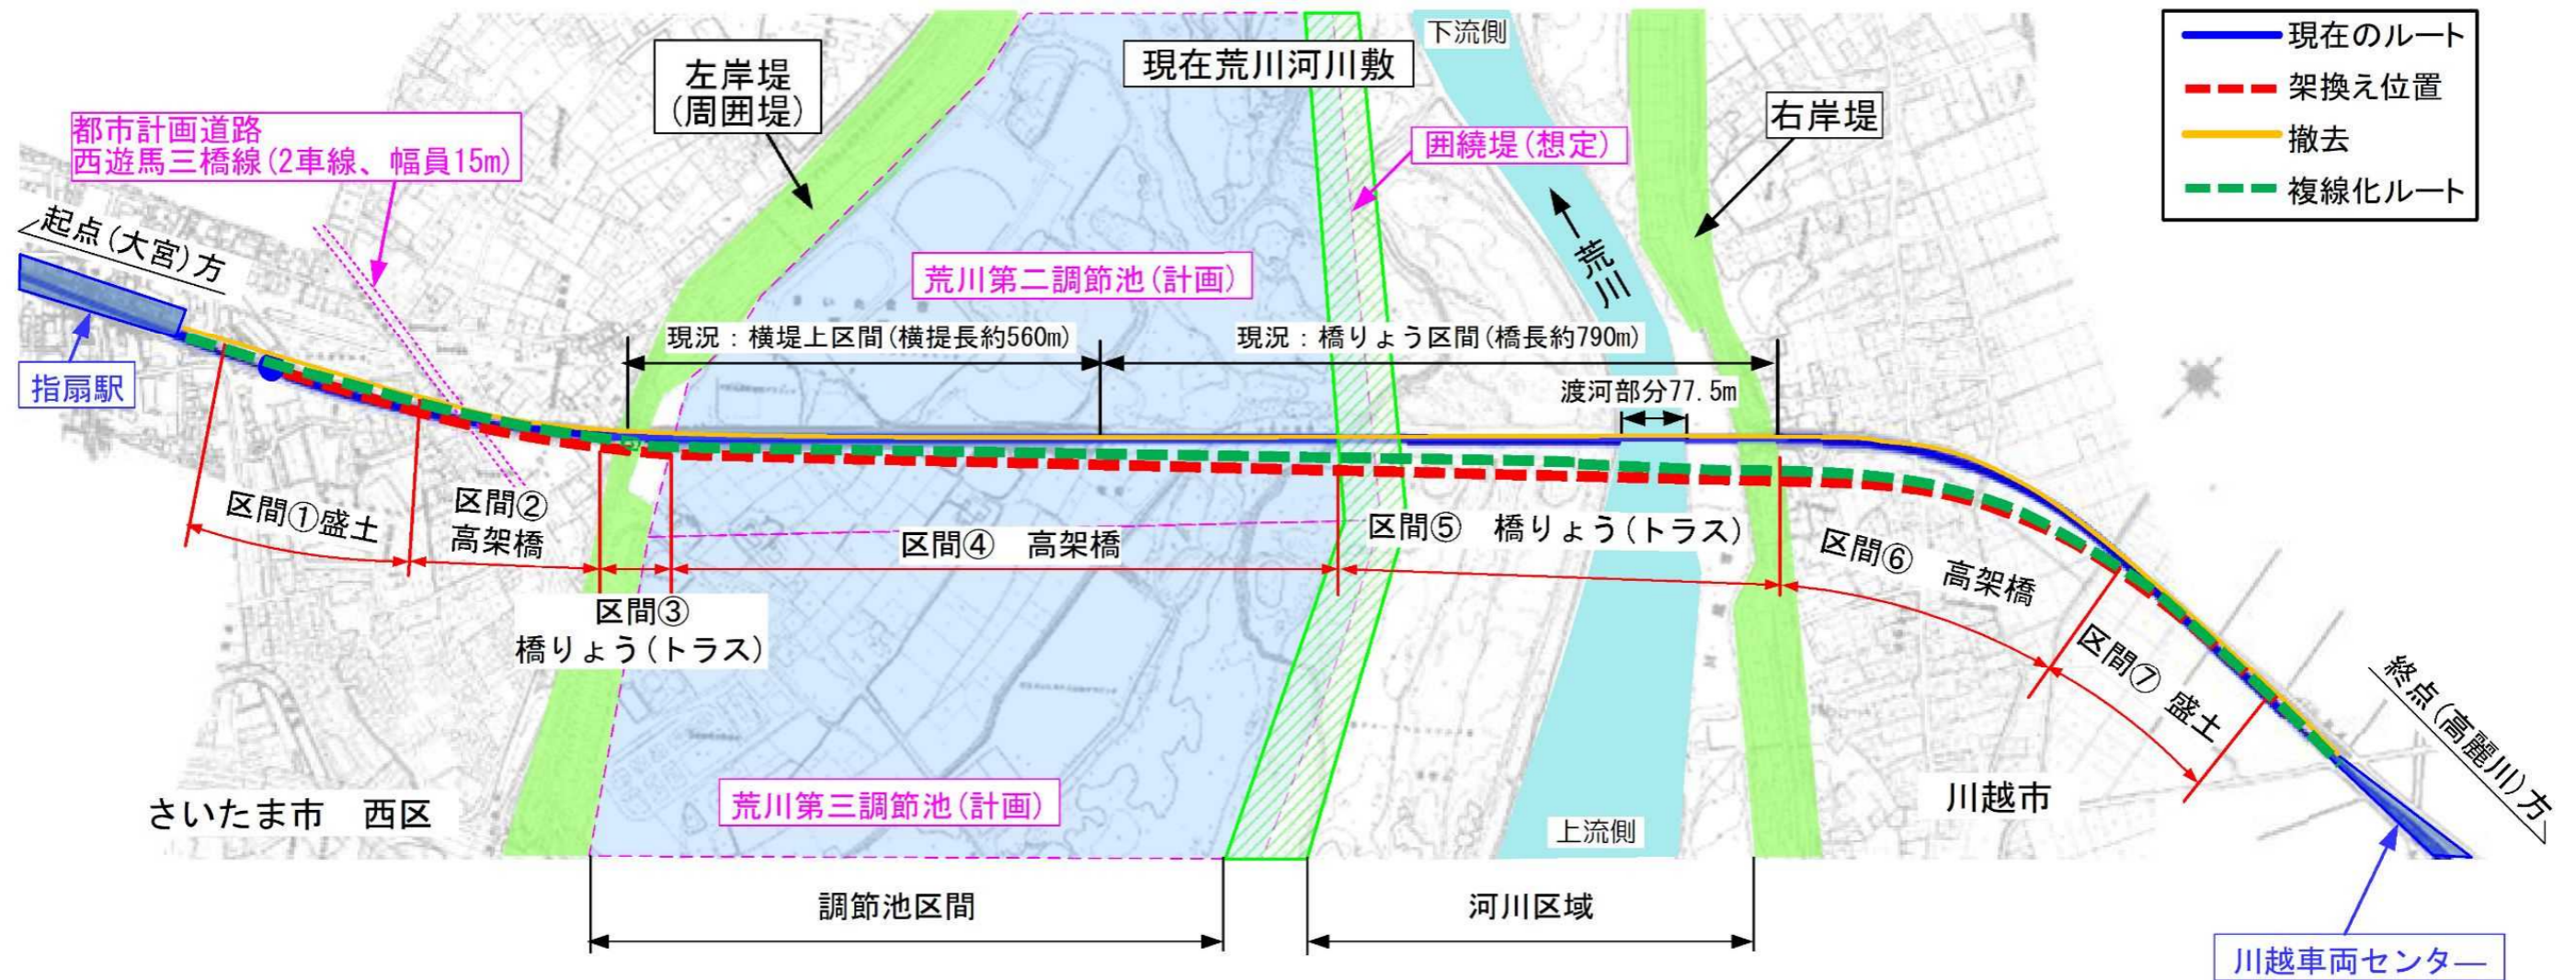 下流側
現在のルート
架換え位置
撤去
複線化ルート
左岸堤
(周囲堤)
現在荒川河川敷
右岸堤
囲繞堤(想定)
都市計画道路
西遊馬三橋線(2車線、幅員15m)
起点(大宮)方
荒川
荒川第二調節池(計画)
現況：横堤上区間(横提長約560m)
現況：橋りょう区間(橋長約790m)
指扇駅
渡河部分77.5m
区間①盛土
区間②
高架橋
区間③
橋りょう(トラス)
区間④　高架橋
区間⑤　橋りょう(トラス)
区間⑥　高架橋
区間⑦ 盛土
終点(高麗川)方
さいたま市　西区
荒川第三調節池(計画)
上流側
川越市
調節池区間
河川区域
川越車両センター